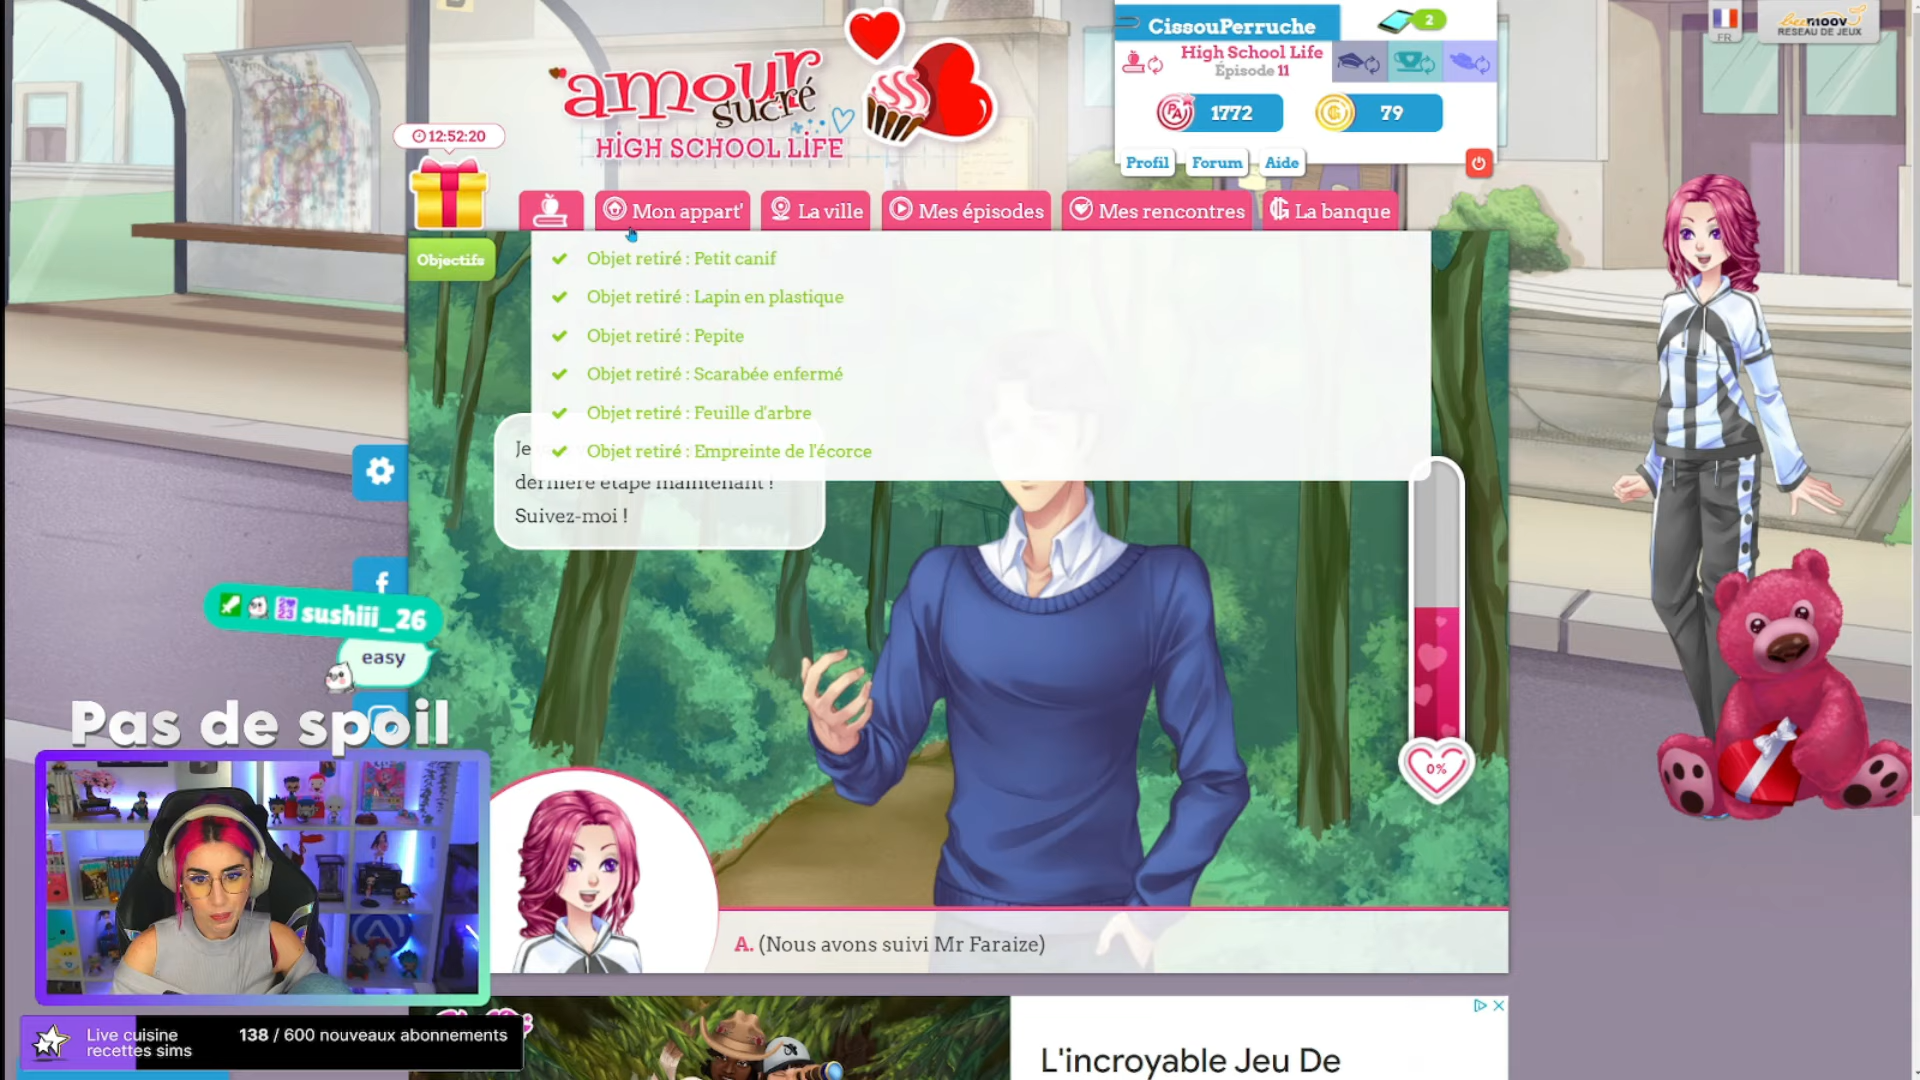 CissouPerruche
2
High School Life
Épisode 11
1772
79
Profil
Forum
Aide
FR
beemoov
RESEAU DE JEUX
amour
sucré
HiGH SCHOOL LiFE
12:52:20
Mon appart'
La ville
Mes épisodes
Mes rencontres
La banque
Objectifs
Objet retiré : Petit canif
Objet retiré : Lapin en plastique
Objet retiré : Pepite
Objet retiré : Scarabée enfermé
Objet retiré : Feuille d'arbre
Objet retiré : Empreinte de l'écorce
Je
dernière étape maintenant !
Suivez-moi !
sushiii_26
easy
Pas de spoil
0%
A. (Nous avons suivi Mr Faraize)
Live cuisine
recettes sims
138 / 600 nouveaux abonnements
L'incroyable Jeu De